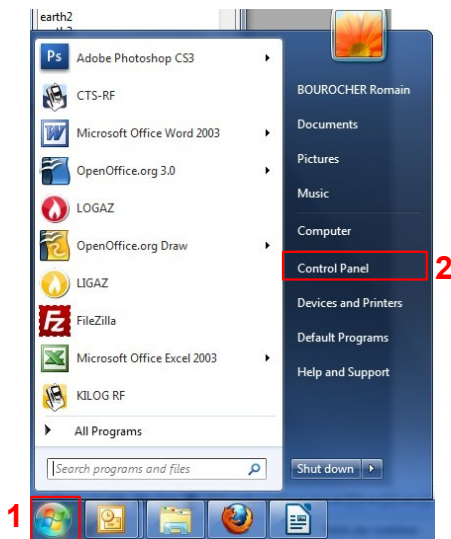 earth2
Ps Adobe Photoshop CS3
CTS-RF
W Microsoft Office Word 2003
OpenOffice.org 3.0
LOGAZ
OpenOffice.org Draw
LIGAZ
Fz FileZilla
Microsoft Office Excel 2003
KILOG RF
All Programs
Search programs and files
BOUROCHER Romain
Documents
Pictures
Music
Computer
Control Panel
2
Devices and Printers
Default Programs
Help and Support
Shut down
1